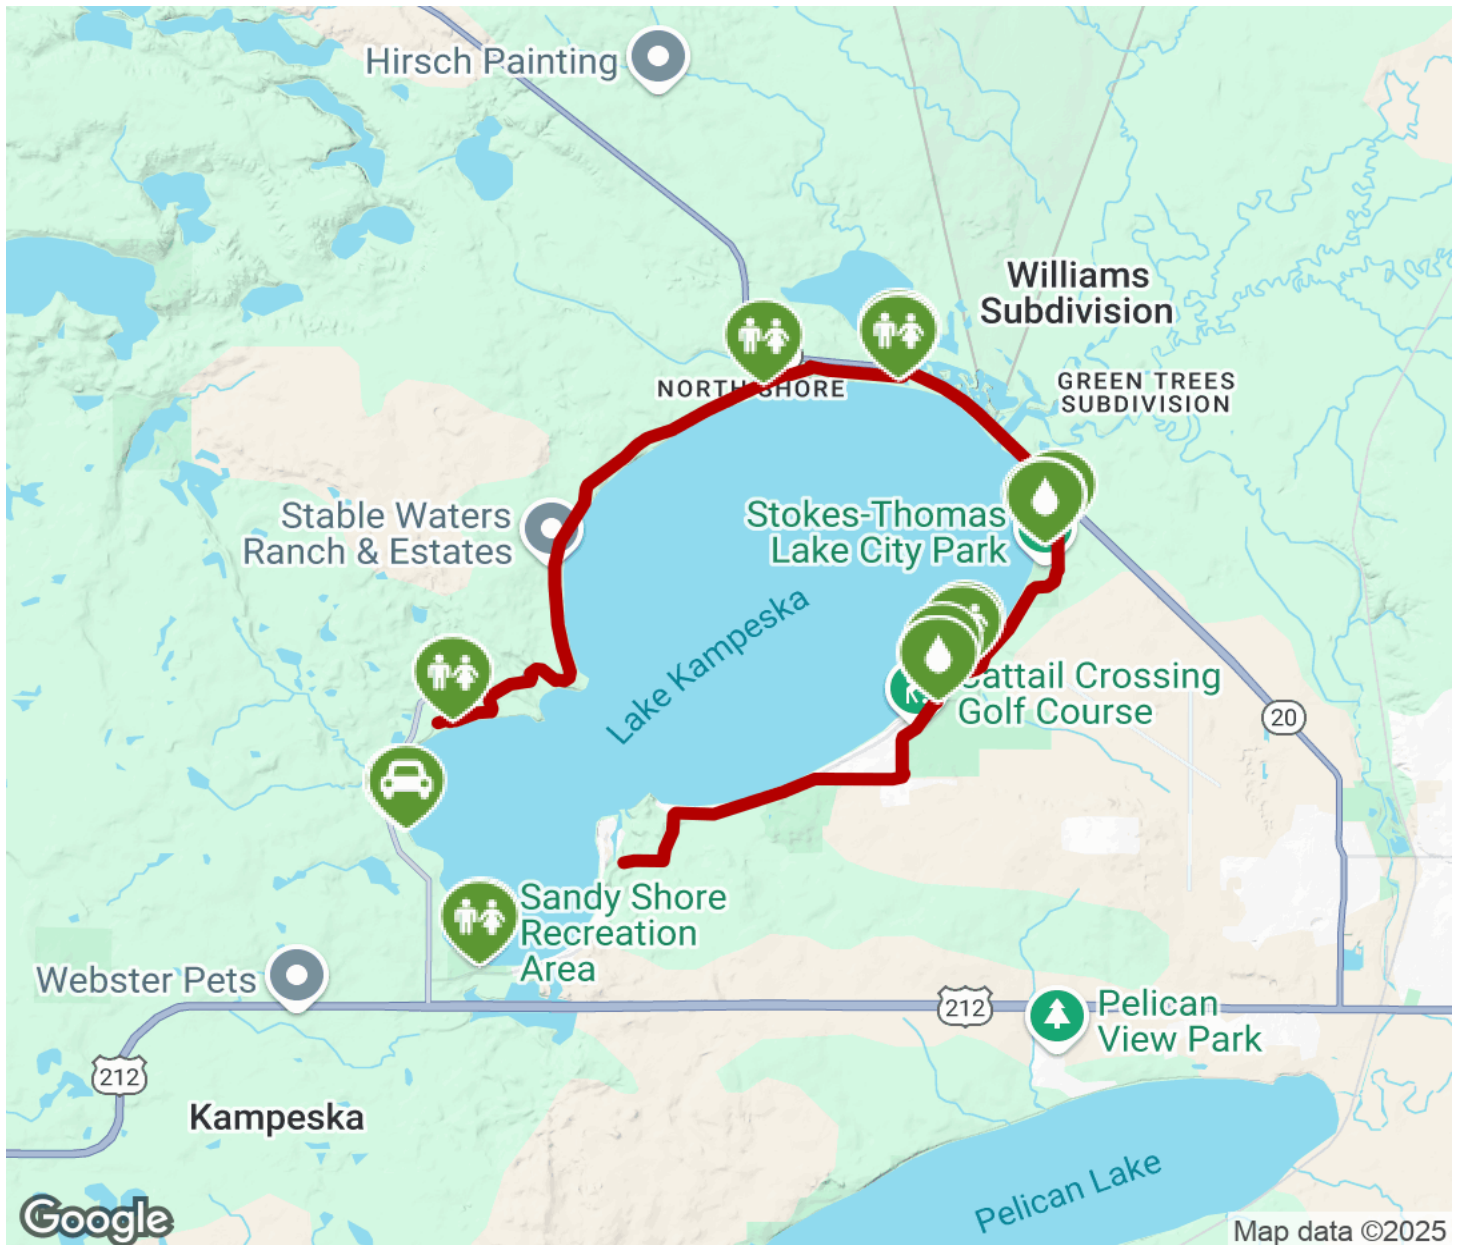 Hirsch Painting
Williams
Subdivision
NORTH SHORE
GREEN TREES
SUBDIVISION
Stable Waters
Ranch & Estates
Stokes-Thomas
Lake City Park
Lake Kampeska
Cattail Crossing
Golf Course
20
Sandy Shore
Recreation
Area
Webster Pets
212
Pelican
View Park
212
Kampeska
Pelican Lake
Google
Map data ©2025